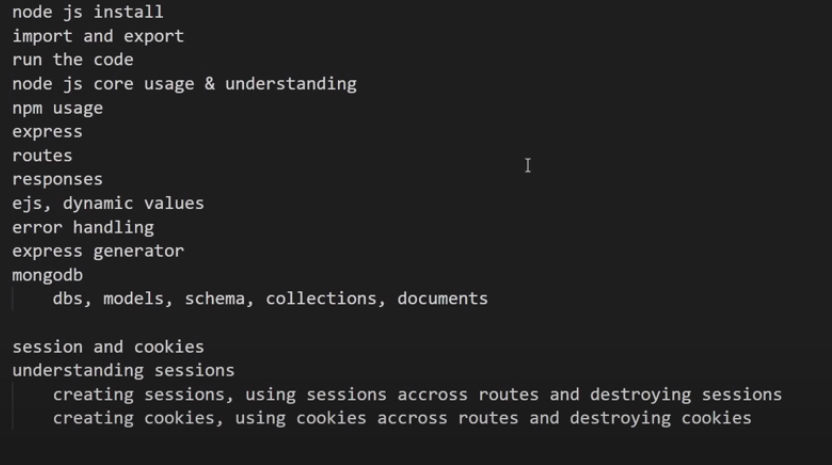 node js install
import and export
run the code
node js core usage & understanding
npm usage
express
routes
responses
ejs, dynamic values
error handling
express generator
mongodb
dbs, models, schema, collections, documents
session and cookies
understanding sessions
creating sessions, using sessions accross routes and destroying sessions
creating cookies, using cookies accross routes and destroying cookies